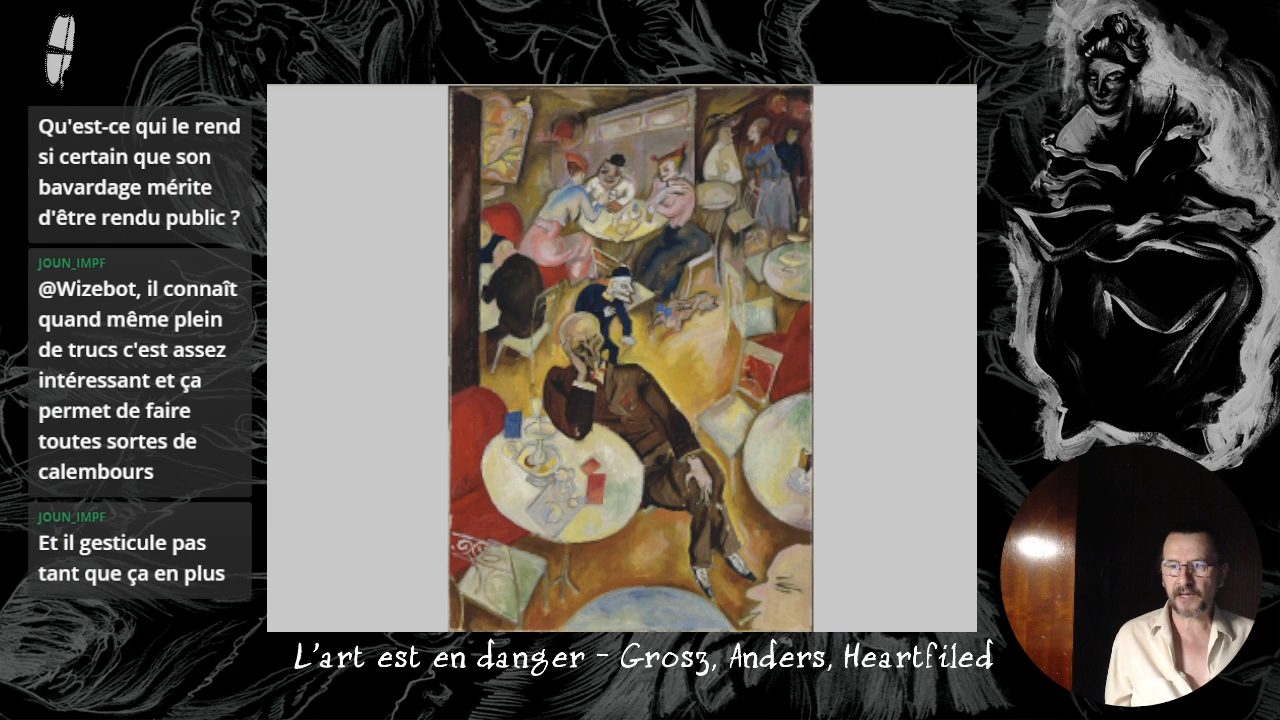 Qu'est-ce qui le rend
si certain que son
bavardage mérite
d'être rendu public ?
JOUN_IMPF
@Wizebot, il connaît
quand même plein
de trucs c'est assez
intéressant et ça
permet de faire
toutes sortes de
calembours
JOUN_IMPF
Et il gesticule pas
tant que ça en plus
L'art est en danger - Grosz, Anders, Heartfiled